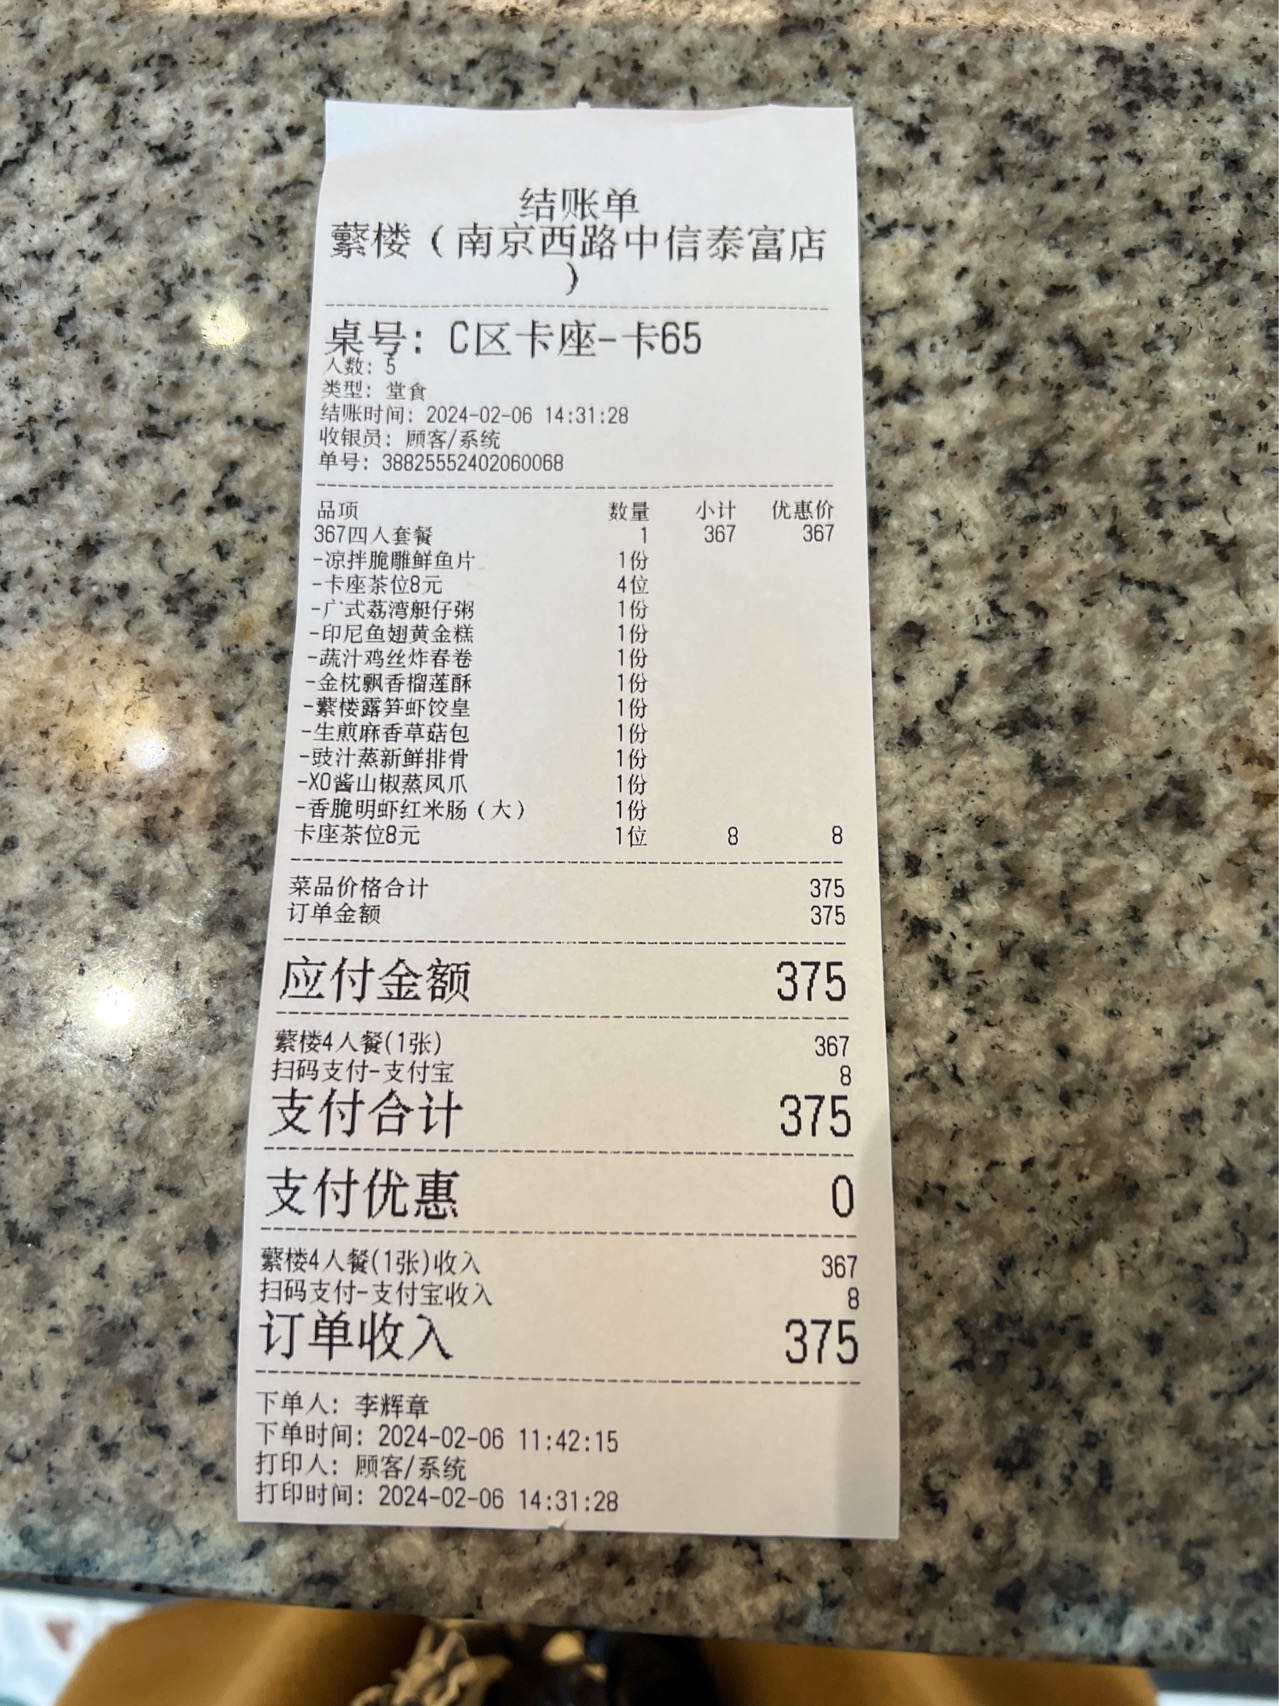 结账单
蘩楼（南京西路中信泰富店
）
桌号: C区卡座-卡65
人数: 5
类型: 堂食
结账时间: 2024-02-06 14:31:28
收银员: 顾客/系统
单号: 38825552402060068
品项 数量 小计 优惠价
367四人套餐 1 367 367
-凉拌脆雕鲜鱼片 1份
-卡座茶位8元 4位
-广式荔湾艇仔粥 1份
-印尼鱼翅黄金糕 1份
-蔬汁鸡丝炸春卷 1份
-金枕飘香榴莲酥 1份
-蘩楼露笋虾饺皇 1份
-生煎麻香草菇包 1份
-豉汁蒸新鲜排骨 1份
-XO酱山椒蒸凤爪 1份
-香脆明虾红米肠（大） 1份
卡座茶位8元 1位 8 8
菜品价格合计 375
订单金额 375
应付金额 375
蘩楼4人餐(1张) 367
扫码支付-支付宝 8
支付合计 375
支付优惠 0
蘩楼4人餐(1张)收入 367
扫码支付-支付宝收入 8
订单收入 375
下单人: 李辉章
下单时间: 2024-02-06 11:42:15
打印人: 顾客/系统
打印时间: 2024-02-06 14:31:28